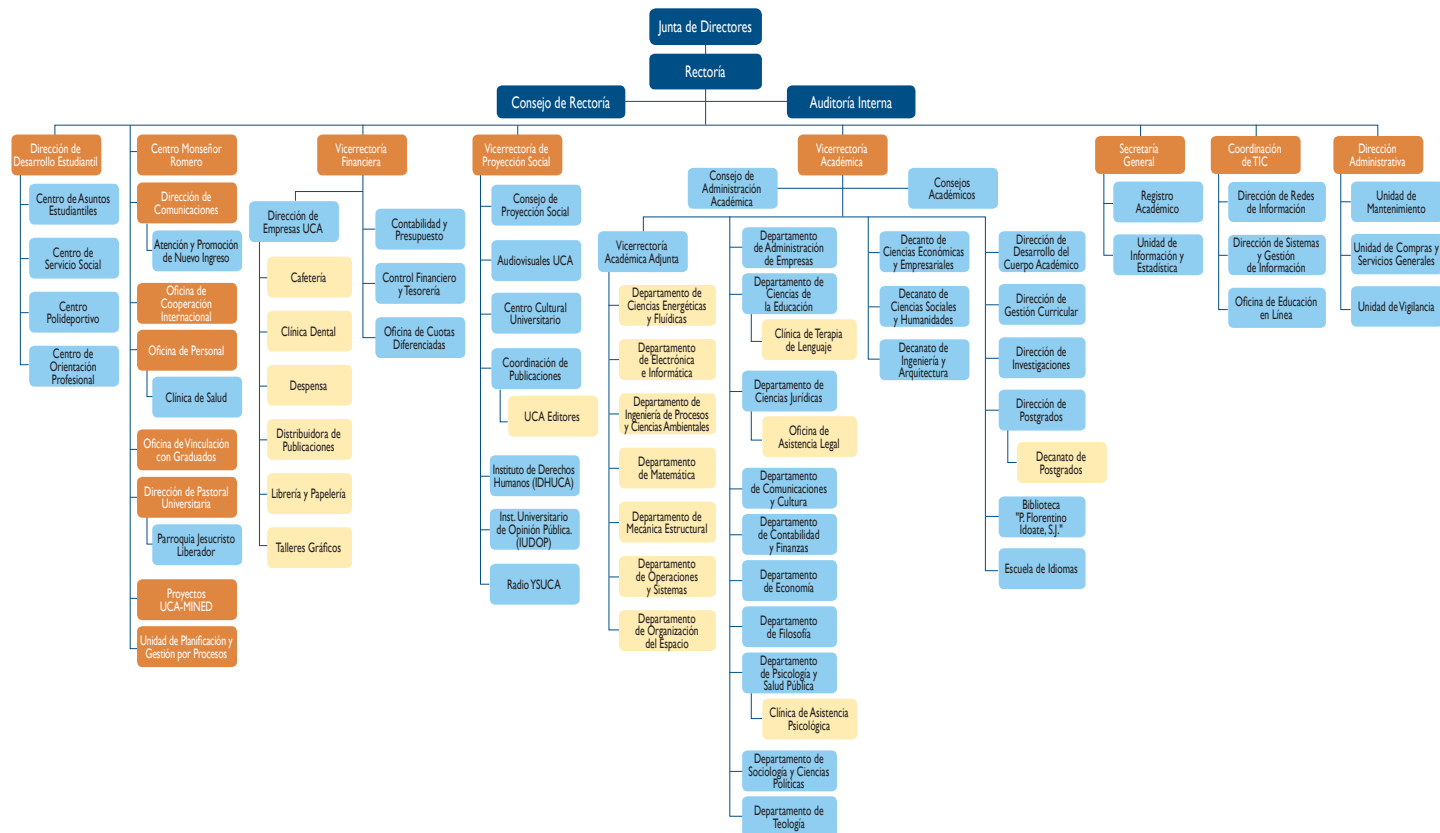 Junta de Directores
Rectoría
Consejo de Rectoría
Auditoría Interna
Dirección de
Desarrollo Estudiantil
Centro de Asuntos
Estudiantiles
Centro de
Servicio Social
Centro
Polideportivo
Centro de
Orientación
Profesional
Centro Monseñor
Romero
Dirección de
Comunicaciones
Atención y Promoción
de Nuevo Ingreso
Oficina de
Cooperación
Internacional
Oficina de Personal
Clínica de Salud
Oficina de Vinculación
con Graduados
Dirección de Pastoral
Universitaria
Parroquia Jesucristo
Liberador
Proyectos
UCA-MINED
Unidad de Planificación y
Gestión por Procesos
Vicerrectoría
Financiera
Dirección de
Empresas UCA
Cafetería
Clínica Dental
Despensa
Distribuidora de
Publicaciones
Librería y Papelería
Talleres Gráficos
Contabilidad y
Presupuesto
Control Financiero
y Tesorería
Oficina de Cuotas
Diferenciadas
Vicerrectoría de
Proyección Social
Consejo de
Proyección Social
Audiovisuales UCA
Centro Cultural
Universitario
Coordinación de
Publicaciones
UCA Editores
Instituto de Derechos
Humanos (IDHUCA)
Inst. Universitario
de Opinión Pública.
(IUDOP)
Radio YSUCA
Vicerrectoría
Académica
Consejo de
Administración
Académica
Consejos
Académicos
Vicerrectoría
Académica Adjunta
Departamento de
Ciencias Energéticas
y Fluídicas
Departamento
de Electrónica
e Informática
Departamento de
Ingeniería de Procesos
y Ciencias Ambientales
Departamento
de Matemática
Departamento de
Mecánica Estructural
Departamento
de Operaciones
y Sistemas
Departamento
de Organización
del Espacio
Departamento
de Administración
de Empresas
Departamento de
Ciencias de
la Educación
Clínica de Terapia
de Lenguaje
Departamento de
Ciencias Jurídicas
Oficina de
Asistencia Legal
Departamento
de Comunicaciones
y Cultura
Departamento
de Contabilidad
y Finanzas
Departamento
de Economía
Departamento
de Filosofía
Departamento
de Psicología y
Salud Pública
Clínica de Asistencia
Psicológica
Departamento de
Sociología y Ciencias
Políticas
Departamento de
Teología
Decanto de
Ciencias Económicas
y Empresariales
Decanato de
Ciencias Sociales
y Humanidades
Decanato de
Ingeniería y
Arquitectura
Dirección de
Desarrollo del
Cuerpo Académico
Dirección de
Gestión Curricular
Dirección de
Investigaciones
Dirección de
Postgrados
Decanato de
Postgrados
Biblioteca
"P. Florentino
Idoate, S.J."
Escuela de Idiomas
Secretaría
General
Registro
Académico
Unidad de
Información y
Estadística
Coordinación
de TIC
Dirección de Redes
de Información
Dirección de Sistemas
y Gestión
de Información
Oficina de Educación
en Línea
Dirección
Administrativa
Unidad de
Mantenimiento
Unidad de Compras y
Servicios Generales
Unidad de Vigilancia